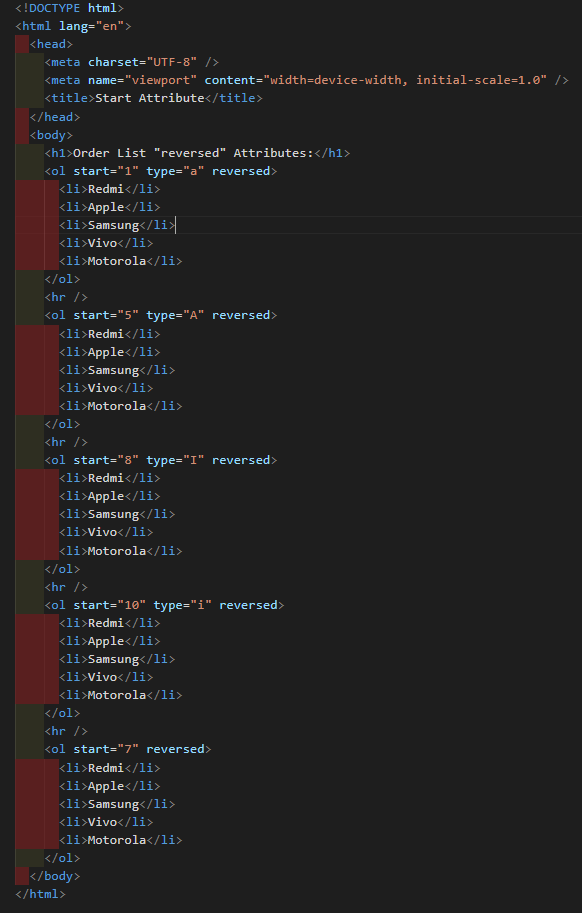 <!DOCTYPE html>
<html lang="en">
<head>
<meta charset="UTF-8" />
<meta name="viewport" content="width=device-width, initial-scale=1.0" />
<title>Start Attribute</title>
</head>
<body>
<h1>Order List "reversed" Attributes:</h1>
<ol start="1" type="a" reversed>
<li>Redmi</li>
<li>Apple</li>
<li>Samsung</li>
<li>Vivo</li>
<li>Motorola</li>
</ol>
<hr />
<ol start="5" type="A" reversed>
<li>Redmi</li>
<li>Apple</li>
<li>Samsung</li>
<li>Vivo</li>
<li>Motorola</li>
</ol>
<hr />
<ol start="8" type="I" reversed>
<li>Redmi</li>
<li>Apple</li>
<li>Samsung</li>
<li>Vivo</li>
<li>Motorola</li>
</ol>
<hr />
<ol start="10" type="i" reversed>
<li>Redmi</li>
<li>Apple</li>
<li>Samsung</li>
<li>Vivo</li>
<li>Motorola</li>
</ol>
<hr />
<ol start="7" reversed>
<li>Redmi</li>
<li>Apple</li>
<li>Samsung</li>
<li>Vivo</li>
<li>Motorola</li>
</ol>
</body>
</html>